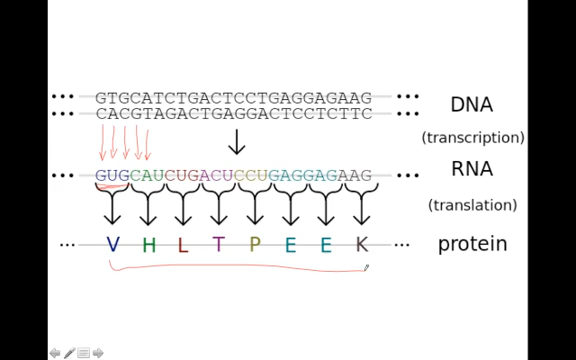 ••• GTGCATCTGACTCCTGAGGAGAAG ••• DNA
CACGTAGACTGAGGACTCCTCTTC
(transcription)
••• GUGCAUCUGACUCCUGAGGAGAAG ••• RNA
(translation)
••• V H L T P E E K ••• protein